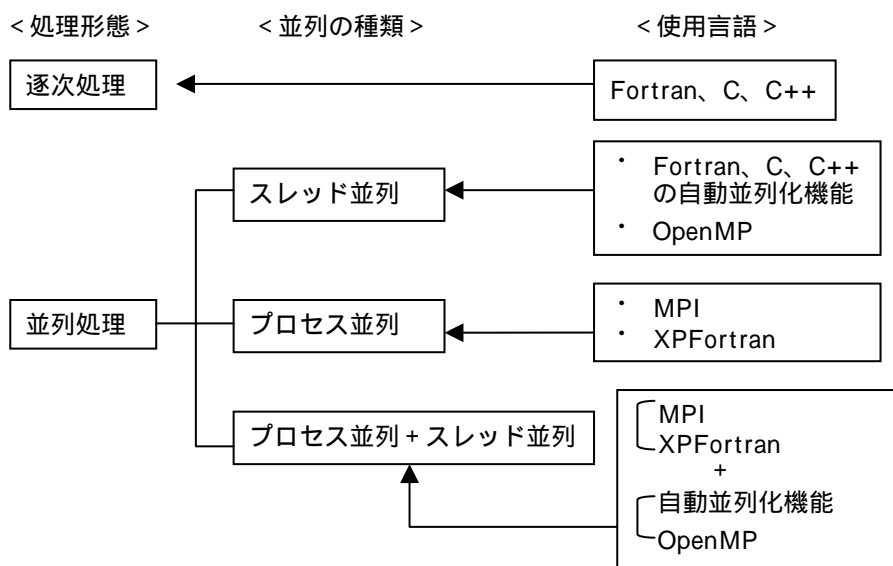 <処理形態>
<並列の種類>
<使用言語>
逐次処理
Fortran、C、C++
スレッド並列
・ Fortran、C、C++
の自動並列化機能
・ OpenMP
並列処理
プロセス並列
・ MPI
・ XPFortran
プロセス並列+スレッド並列
MPI
XPFortran
+
自動並列化機能
OpenMP